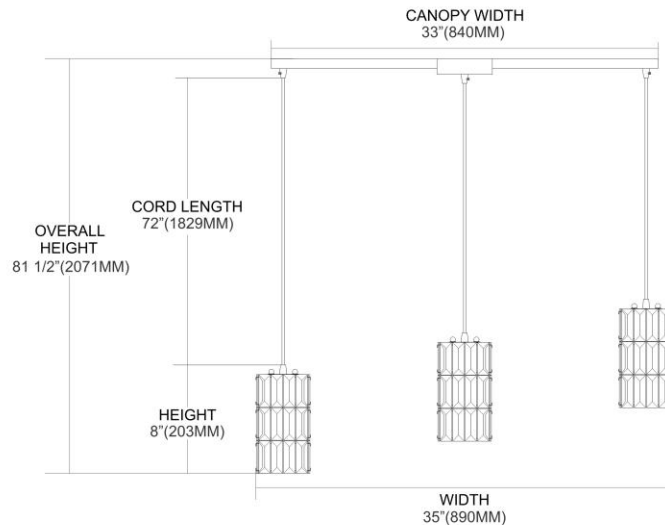 CANOPY WIDTH
33”(840MM)
CORD LENGTH
72”(1829MM)
OVERALL
HEIGHT
81 1/2”(2071MM)
HEIGHT
8”(203MM)
WIDTH
35”(890MM)